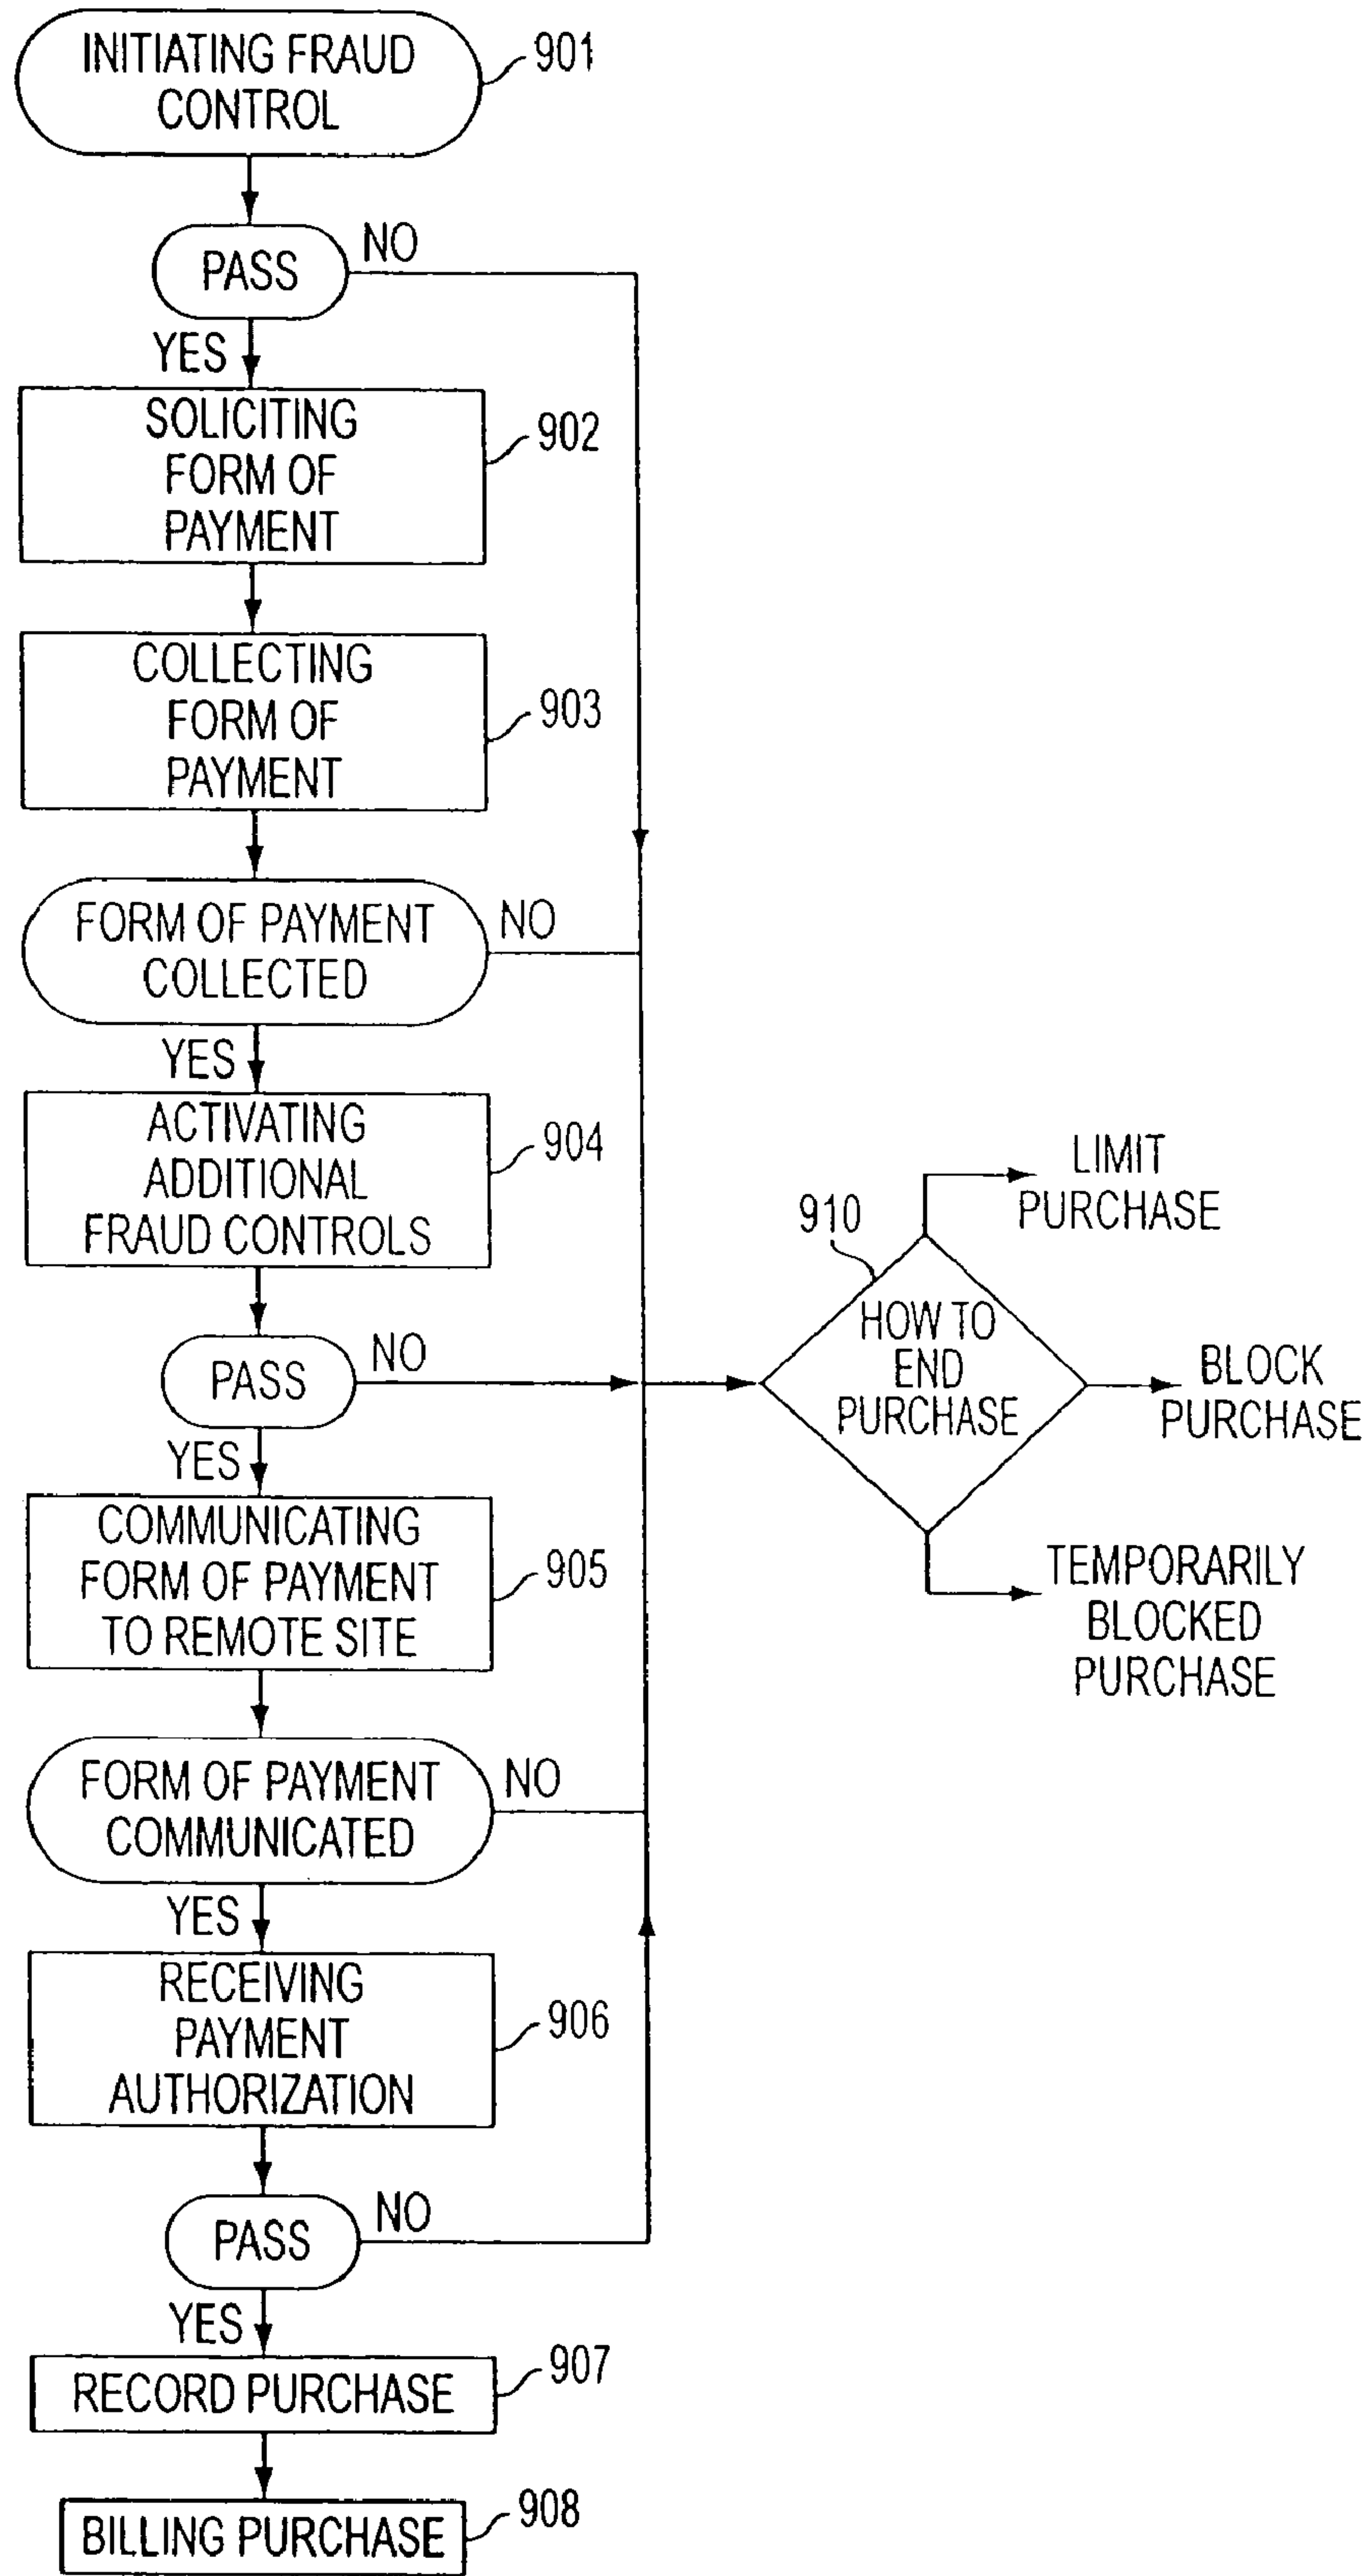 INITIATING FRAUD
CONTROL
901
PASS
NO
YES
SOLICITING
FORM OF
PAYMENT
902
COLLECTING
FORM OF
PAYMENT
903
FORM OF PAYMENT
COLLECTED
NO
YES
ACTIVATING
ADDITIONAL
FRAUD CONTROLS
904
PASS
NO
YES
COMMUNICATING
FORM OF PAYMENT
TO REMOTE SITE
905
FORM OF PAYMENT
COMMUNICATED
NO
YES
RECEIVING
PAYMENT
AUTHORIZATION
906
PASS
NO
YES
RECORD PURCHASE
907
BILLING PURCHASE
908
910
HOW TO
END
PURCHASE
LIMIT
PURCHASE
BLOCK
PURCHASE
TEMPORARILY
BLOCKED
PURCHASE